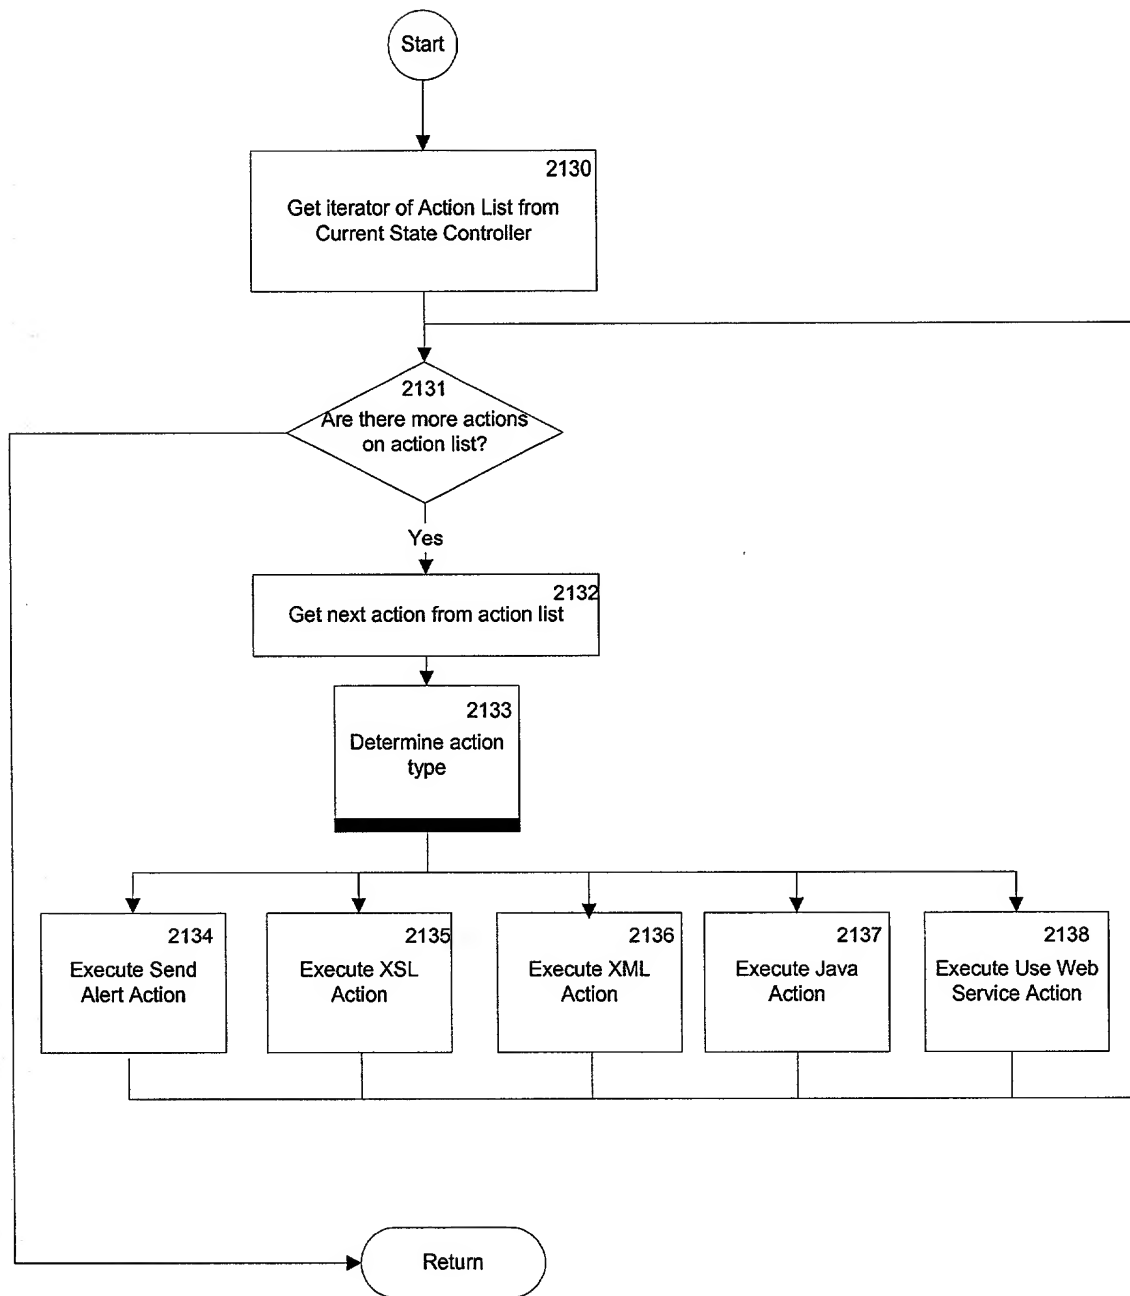 Start
2130
Get iterator of Action List from
Current State Controller
2131
Are there more actions
on action list?
Yes
2132
Get next action from action list
2133
Determine action
type
2134
Execute Send
Alert Action
2135
Execute XSL
Action
2136
Execute XML
Action
2137
Execute Java
Action
2138
Execute Use Web
Service Action
Return